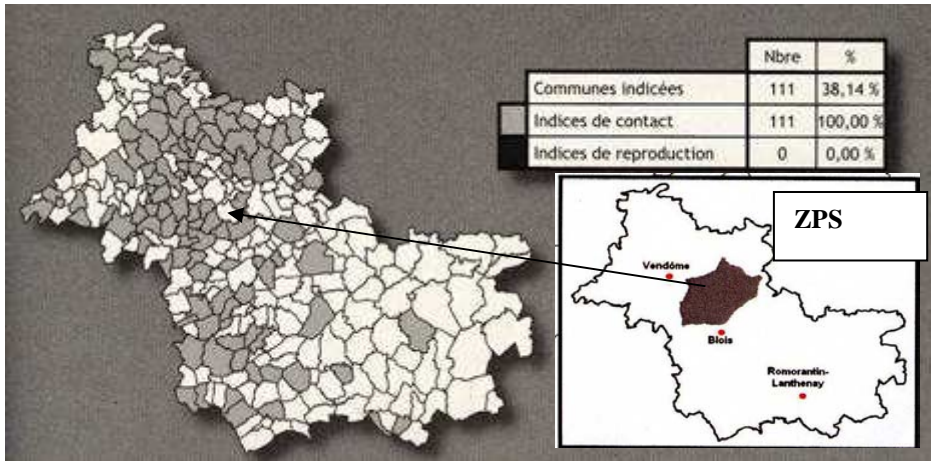 Nbre %
Communes indicées 111 38,14 %
Indices de contact 111 100,00 %
Indices de reproduction 0 0,00 %
ZPS
Vendôme
Blois
Romorantin-
Lanthenay